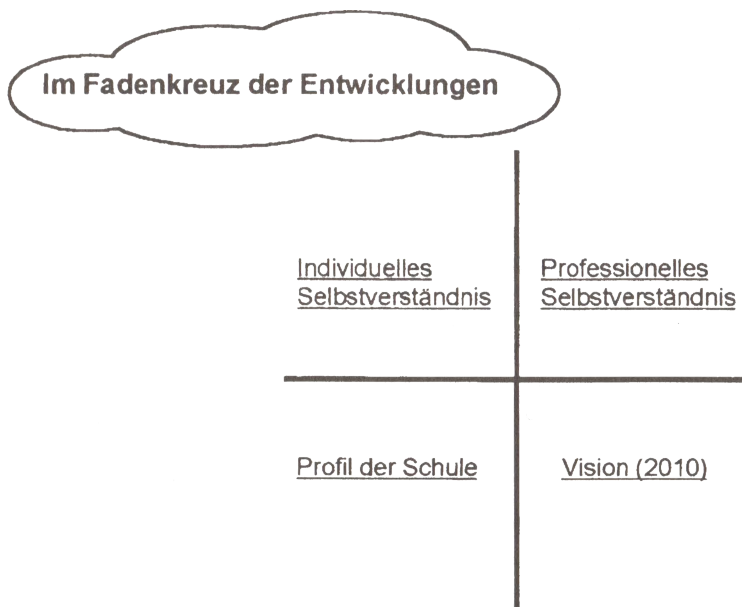 Im Fadenkreuz der Entwicklungen
Individuelles
Selbstverständnis
Professionelles
Selbstverständnis
Profil der Schule
Vision (2010)